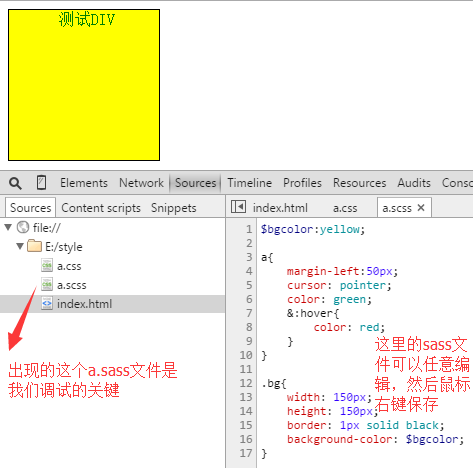 测试DIV
Elements Network Sources Timeline Profiles Resources Audits Conso
Sources Content scripts Snippets
index.html a.css a.scss ×
file://
E:/style
a.css
a.scss
index.html
出现的这个a.sass文件是
我们调试的关键
1 $bgcolor:yellow;
2
3 a{
4 margin-left:50px;
5 cursor: pointer;
6 color: green;
7 &:hover{
8 color: red;
9 }
10 }
11
12 .bg{
13 width: 150px;
14 height: 150px;
15 border: 1px solid black;
16 background-color: $bgcolor;
17 }
这里的sass文
件可以任意编
辑，然后鼠标
右键保存